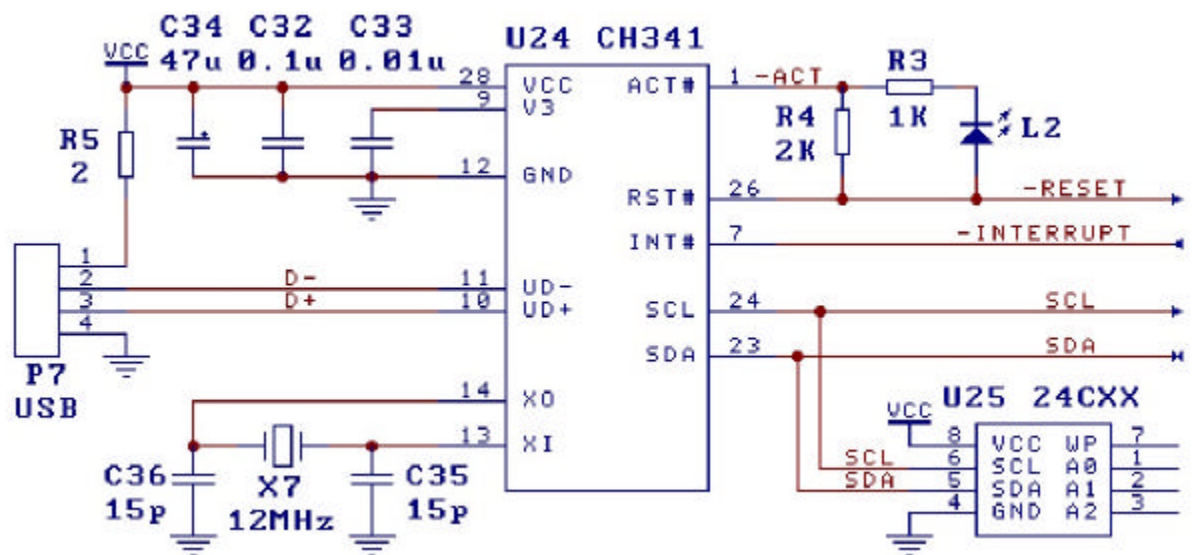 C34 C32 C33
47u 0.1u 0.01u
VCC
U24 CH341
28 VCC
9 V3
12 GND
R5
2
ACT# 1 -ACT
R3
1K
R4
2K
L2
RST# 26 -RESET
INT# 7 -INTERRUPT
1
2 D- 11 UD-
3 D+ 10 UD+
4
P7
USB
SCL 24 SCL
SDA 23 SDA
14 XO
13 XI
C36
15p
X7
12MHz
C35
15p
U25 24CXX
VCC
8 VCC WP 7
SCL 6 SCL A0 1
SDA 5 SDA A1 2
4 GND A2 3